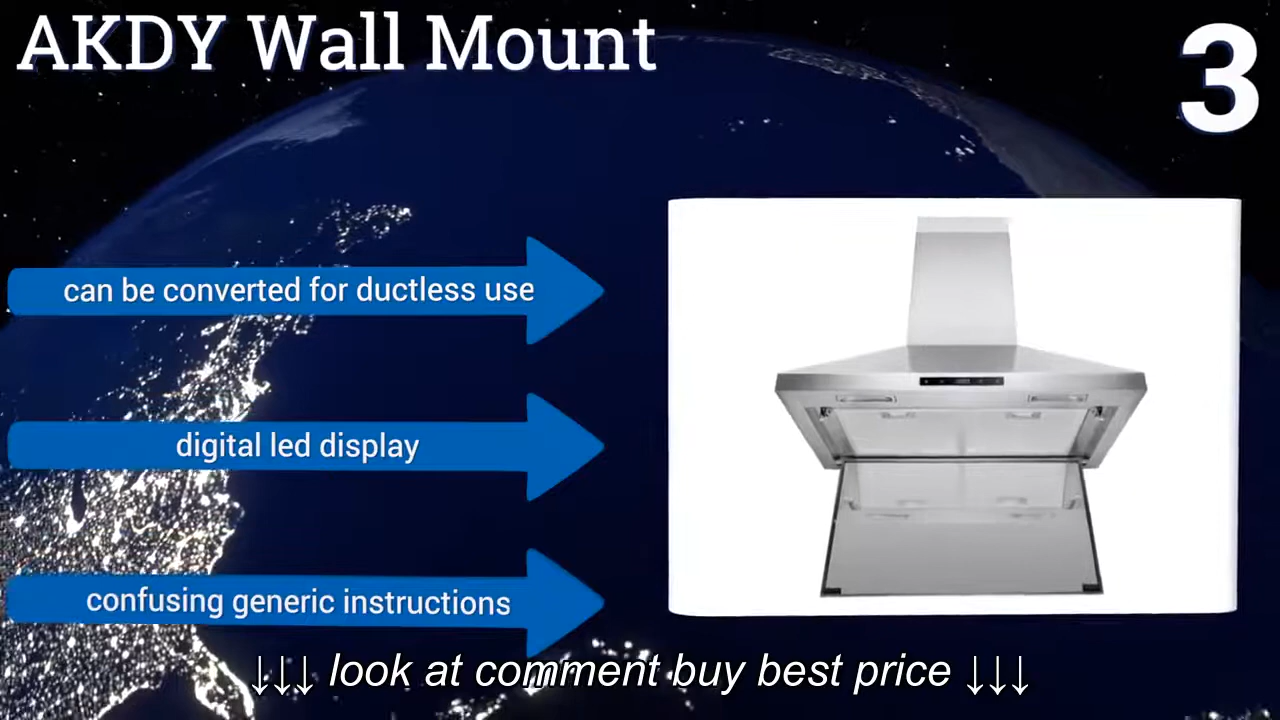 AKDY Wall Mount
3
can be converted for ductless use
digital led display
confusing generic instructions
↓↓↓ look at comment buy best price ↓↓↓